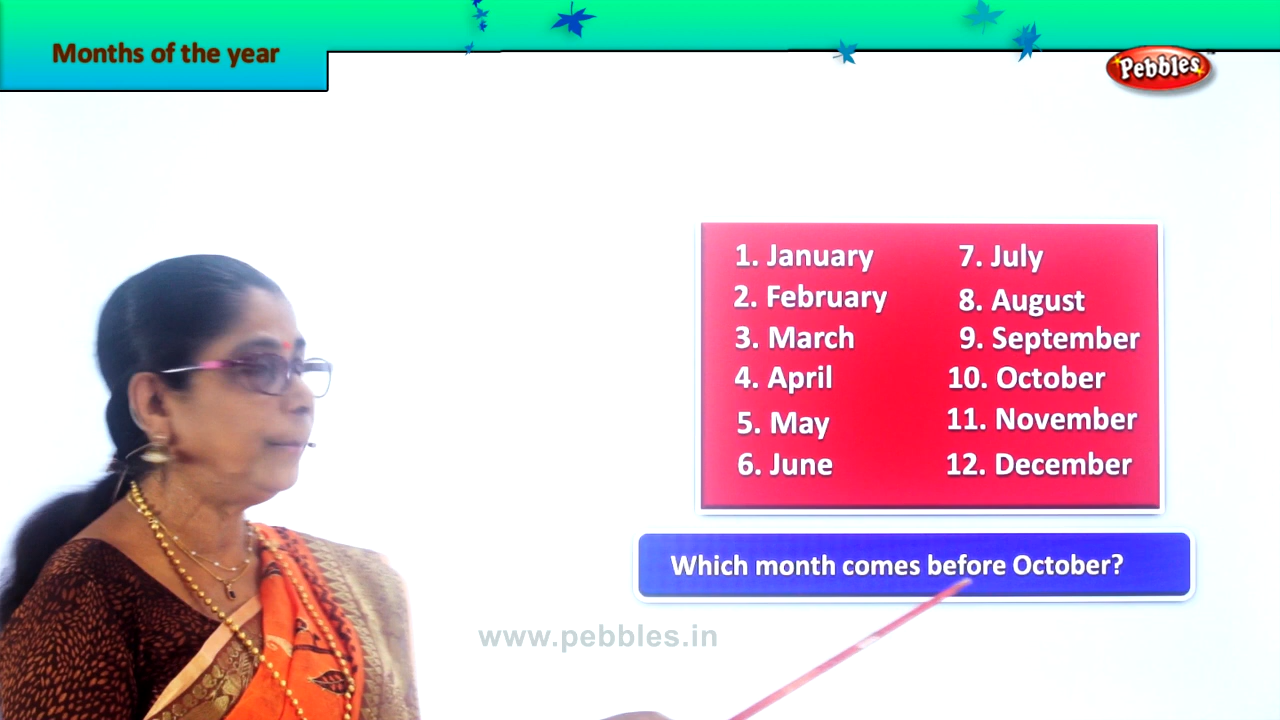 Months of the year
Pebbles
1. January
2. February
3. March
4. April
5. May
6. June
7. July
8. August
9. September
10. October
11. November
12. December
Which month comes before October?
www.pebbles.in